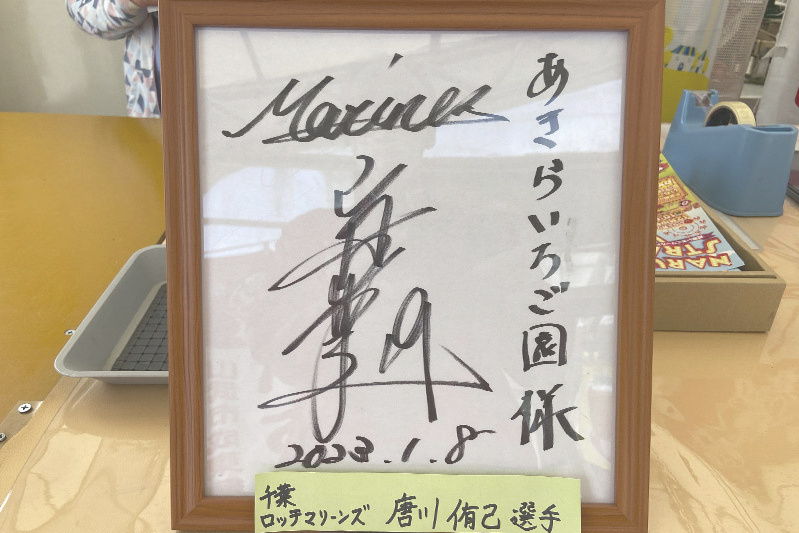 あきらいちご園様
Marines
2023.1.8
千葉
ロッテマリーンズ 唐川 侑己 選手